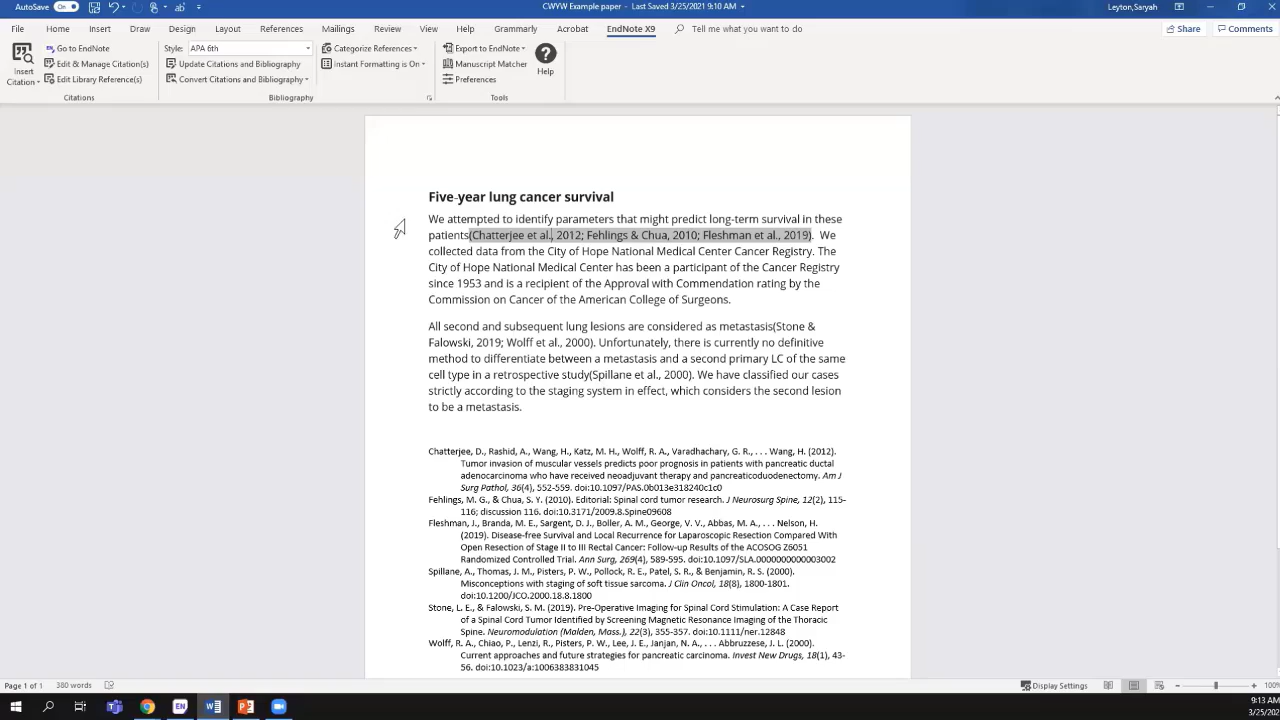 AutoSave On CWYW Example paper - Last Saved 3/25/2021 9:10 AM Leyton,Saryah
File Home Insert Draw Design Layout References Mailings Review View Help Grammarly Acrobat EndNote X9 Tell me what you want to do Share Comments
Insert Citation
Go to EndNote
Edit & Manage Citation(s)
Edit Library Reference(s)
Citations
Style: APA 6th
Update Citations and Bibliography
Convert Citations and Bibliography
Categorize References
Instant Formatting is On
Bibliography
Export to EndNote
Manuscript Matcher
Preferences
Help
Tools
Five-year lung cancer survival
We attempted to identify parameters that might predict long-term survival in these
patients(Chatterjee et al., 2012; Fehlings & Chua, 2010; Fleshman et al., 2019). We
collected data from the City of Hope National Medical Center Cancer Registry. The
City of Hope National Medical Center has been a participant of the Cancer Registry
since 1953 and is a recipient of the Approval with Commendation rating by the
Commission on Cancer of the American College of Surgeons.
All second and subsequent lung lesions are considered as metastasis(Stone &
Falowski, 2019; Wolff et al., 2000). Unfortunately, there is currently no definitive
method to differentiate between a metastasis and a second primary LC of the same
cell type in a retrospective study(Spillane et al., 2000). We have classified our cases
strictly according to the staging system in effect, which considers the second lesion
to be a metastasis.
Chatterjee, D., Rashid, A., Wang, H., Katz, M. H., Wolff, R. A., Varadhachary, G. R., . . . Wang, H. (2012).
Tumor invasion of muscular vessels predicts poor prognosis in patients with pancreatic ductal
adenocarcinoma who have received neoadjuvant therapy and pancreaticoduodenectomy. Am J
Surg Pathol, 36(4), 552-559. doi:10.1097/PAS.0b013e318240c1c0
Fehlings, M. G., & Chua, S. Y. (2010). Editorial: Spinal cord tumor research. J Neurosurg Spine, 12(2), 115-
116; discussion 116. doi:10.3171/2009.8.Spine09608
Fleshman, J., Branda, M. E., Sargent, D. J., Boller, A. M., George, V. V., Abbas, M. A., . . . Nelson, H.
(2019). Disease-free Survival and Local Recurrence for Laparoscopic Resection Compared With
Open Resection of Stage II to III Rectal Cancer: Follow-up Results of the ACOSOG Z6051
Randomized Controlled Trial. Ann Surg, 269(4), 589-595. doi:10.1097/SLA.0000000000003002
Spillane, A., Thomas, J. M., Pisters, P. W., Pollock, R. E., Patel, S. R., & Benjamin, R. S. (2000).
Misconceptions with staging of soft tissue sarcoma. J Clin Oncol, 18(8), 1800-1801.
doi:10.1200/JCO.2000.18.8.1800
Stone, L. E., & Falowski, S. M. (2019). Pre-Operative Imaging for Spinal Cord Stimulation: A Case Report
of a Spinal Cord Tumor Identified by Screening Magnetic Resonance Imaging of the Thoracic
Spine. Neuromodulation (Malden, Mass.), 22(3), 355-357. doi:10.1111/ner.12848
Wolff, R. A., Chiao, P., Lenzi, R., Pisters, P. W., Lee, J. E., Janjan, N. A., . . . Abbruzzese, J. L. (2000).
Current approaches and future strategies for pancreatic carcinoma. Invest New Drugs, 18(1), 43-
56. doi:10.1023/a:1006383831045
Page 1 of 1 380 words Display Settings 100%
9:13 AM
3/25/202